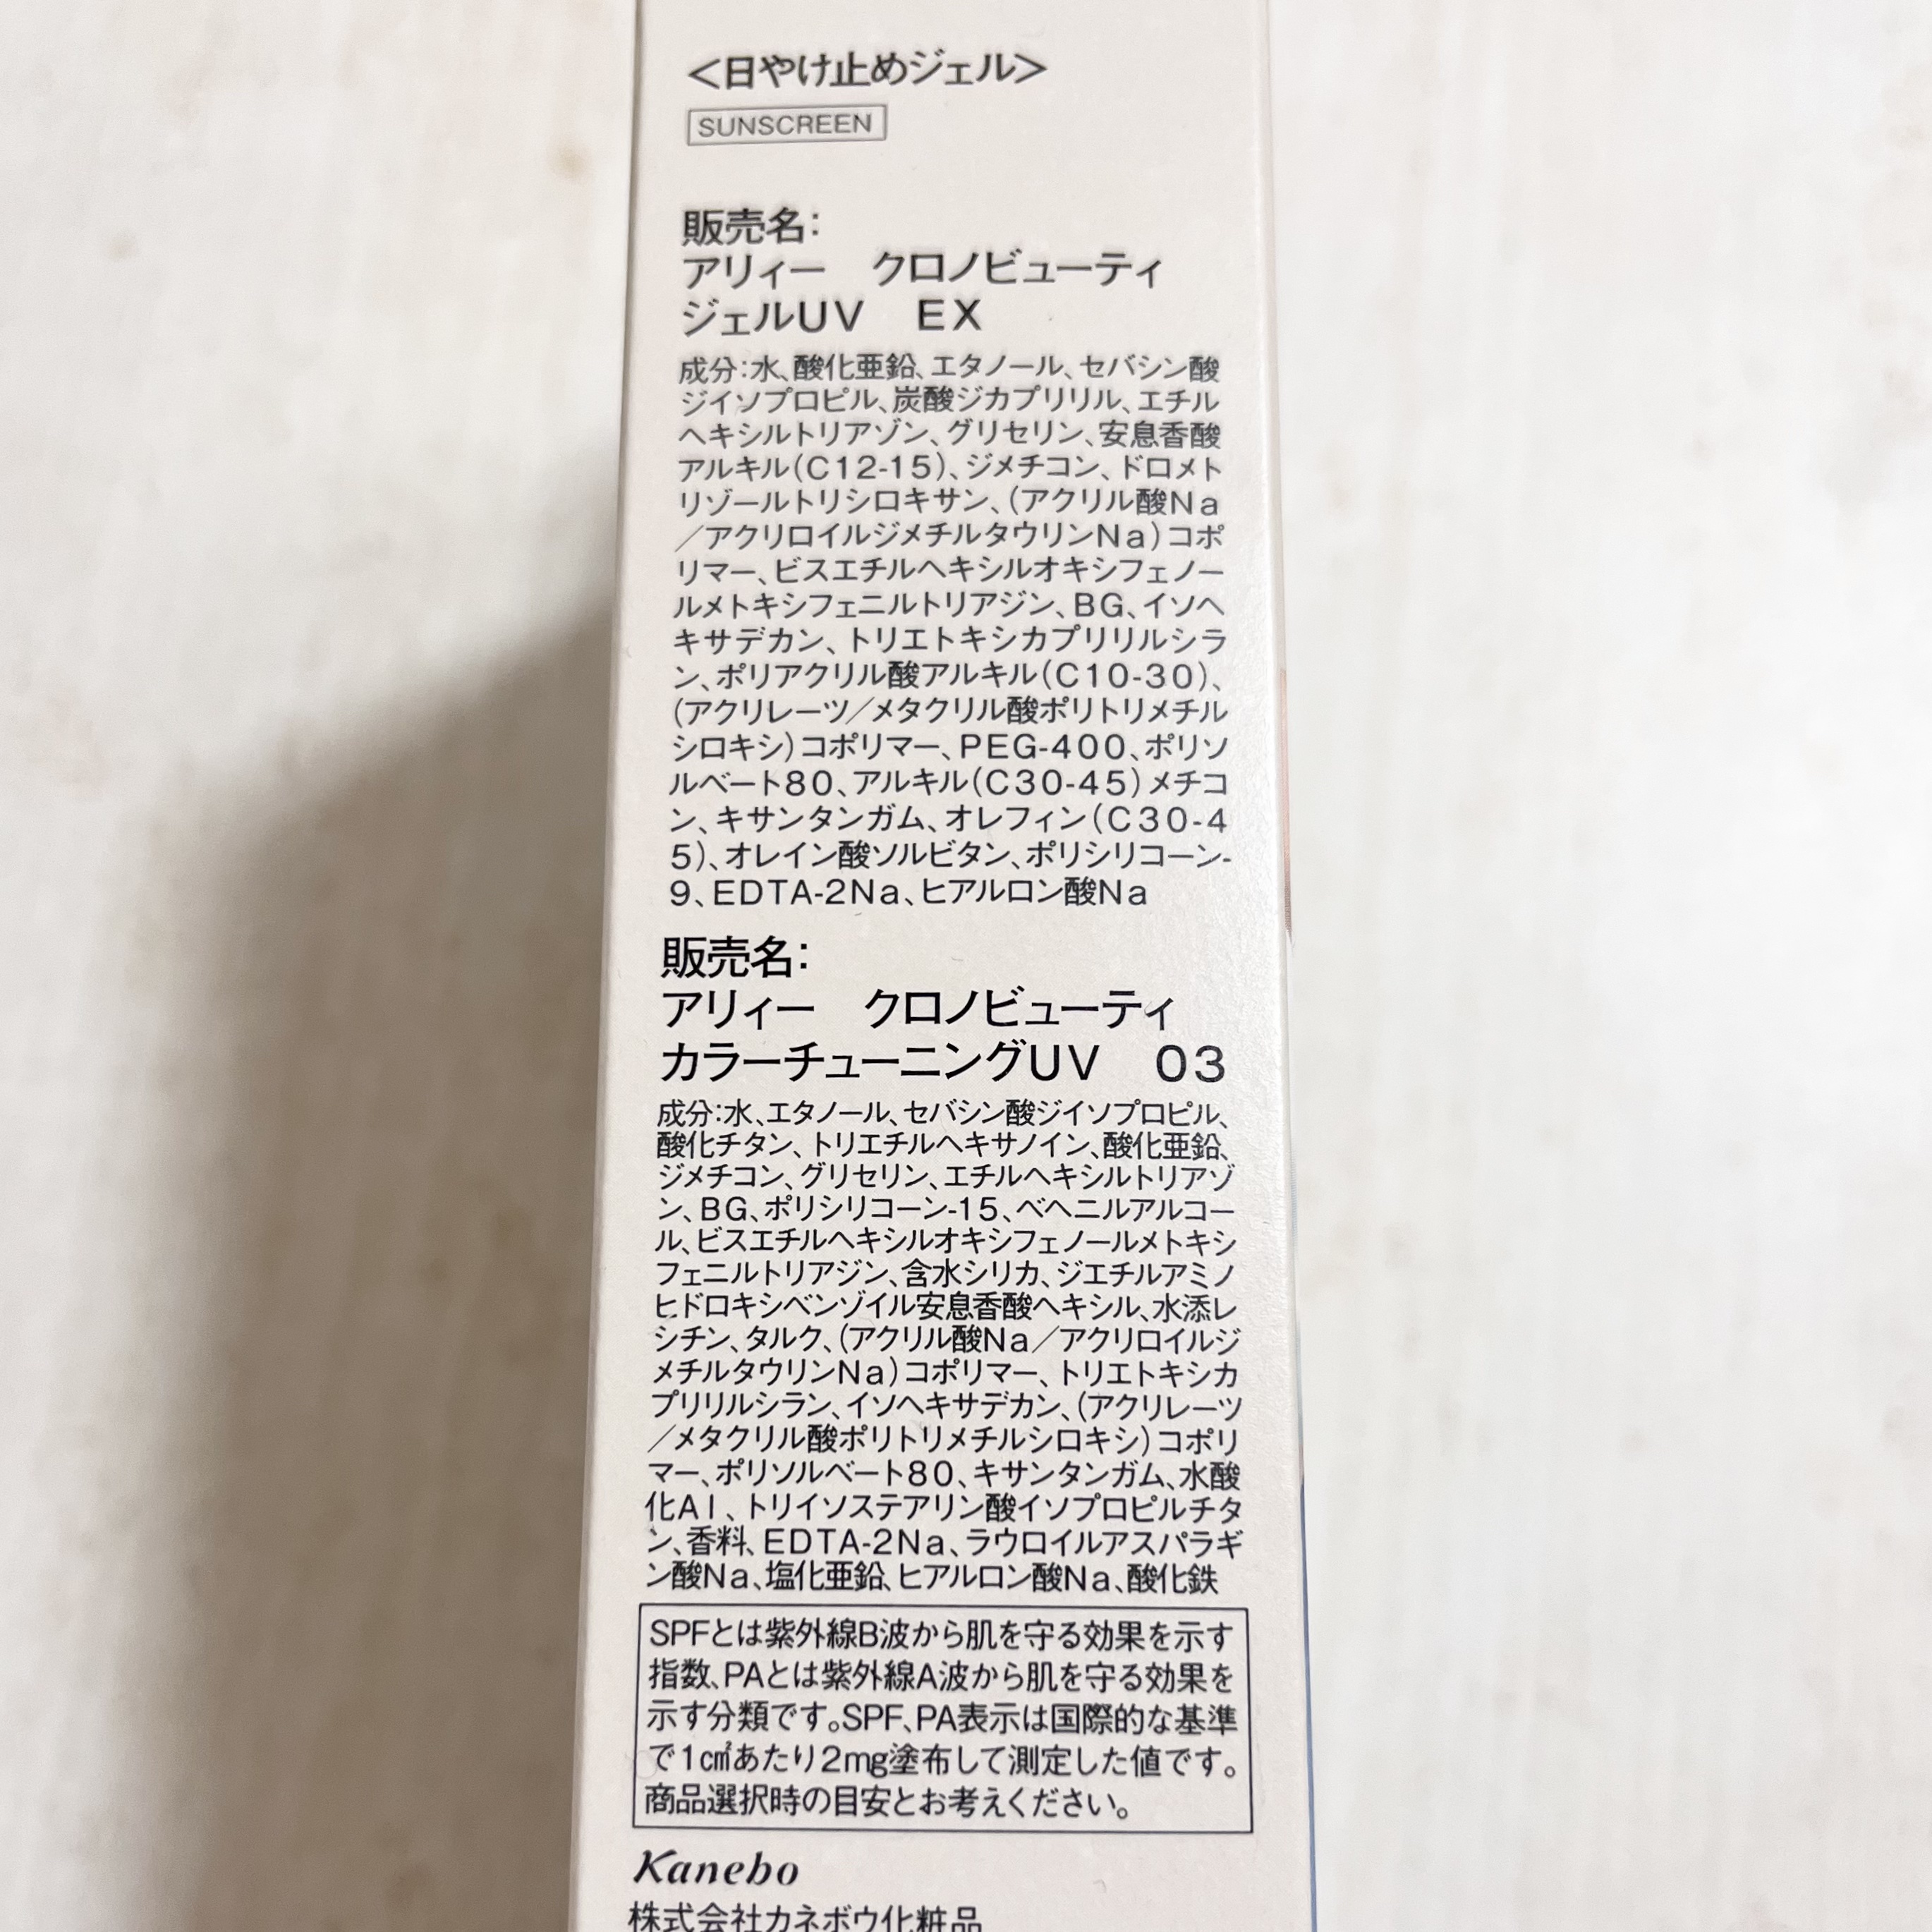 ＜日やけ止めジェル＞
SUNSCREEN
販売名：
アリィー　クロノビューティ
ジェルＵＶ　ＥＸ
成分：水、酸化亜鉛、エタノール、セバシン酸
ジイソプロピル、炭酸ジカプリリル、エチル
ヘキシルトリアゾン、グリセリン、安息香酸
アルキル（Ｃ12-15）、ジメチコン、ドロメト
リゾールトリシロキサン、（アクリル酸Ｎａ
／アクリロイルジメチルタウリンＮａ）コポ
リマー、ビスエチルヘキシルオキシフェノー
ルメトキシフェニルトリアジン、ＢＧ、イソヘ
キサデカン、トリエトキシカプリリルシラ
ン、ポリアクリル酸アルキル（Ｃ10-30）、
（アクリレーツ／メタクリル酸ポリトリメチル
シロキシ）コポリマー、PEG-400、ポリソ
ルベート80、アルキル（Ｃ30-45）メチコ
ン、キサンタンガム、オレフィン（Ｃ30-4
5）、オレイン酸ソルビタン、ポリシリコーン-
9、EDTA-2Na、ヒアルロン酸Ｎａ
販売名：
アリィー　クロノビューティ
カラーチューニングＵＶ　０３
成分：水、エタノール、セバシン酸ジイソプロピル、
酸化チタン、トリエチルヘキサノイン、酸化亜鉛、
ジメチコン、グリセリン、エチルヘキシルトリアゾ
ン、ＢＧ、ポリシリコーン-15、ベヘニルアルコー
ル、ビスエチルヘキシルオキシフェノールメトキシ
フェニルトリアジン、含水シリカ、ジエチルアミノ
ヒドロキシベンゾイル安息香酸ヘキシル、水添レ
シチン、タルク、（アクリル酸Ｎａ／アクリロイルジ
メチルタウリンＮａ）コポリマー、トリエトキシカ
プリリルシラン、イソヘキサデカン、（アクリレーツ
／メタクリル酸ポリトリメチルシロキシ）コポリ
マー、ポリソルベート80、キサンタンガム、水酸
化Ａｌ、トリイソステアリン酸イソプロピルチタ
ン、香料、EDTA-2Na、ラウロイルアスパラギ
ン酸Ｎａ、塩化亜鉛、ヒアルロン酸Ｎａ、酸化鉄
SPFとは紫外線B波から肌を守る効果を示す
指数、PAとは紫外線A波から肌を守る効果を
示す分類です。SPF、PA表示は国際的な基準
で1㎠あたり2mg塗布して測定した値です。
商品選択時の目安とお考えください。
Kanebo
株式会社カネボウ化粧品